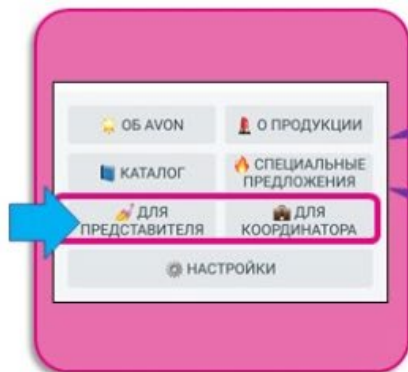 ОБ AVON
О ПРОДУКЦИИ
КАТАЛОГ
СПЕЦИАЛЬНЫЕ
ПРЕДЛОЖЕНИЯ
ДЛЯ
ПРЕДСТАВИТЕЛЯ
ДЛЯ
КООРДИНАТОРА
НАСТРОЙКИ